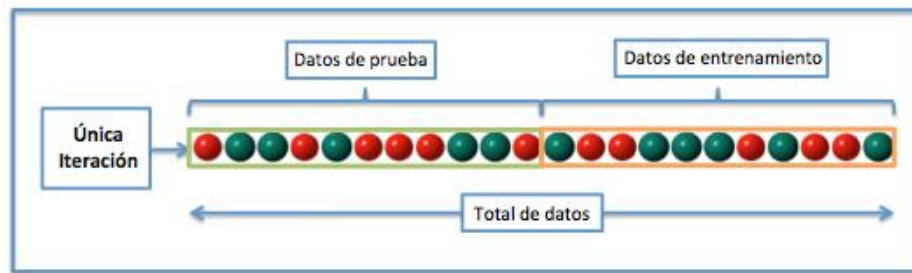 Datos de prueba
Datos de entrenamiento
Única
Iteración
Total de datos